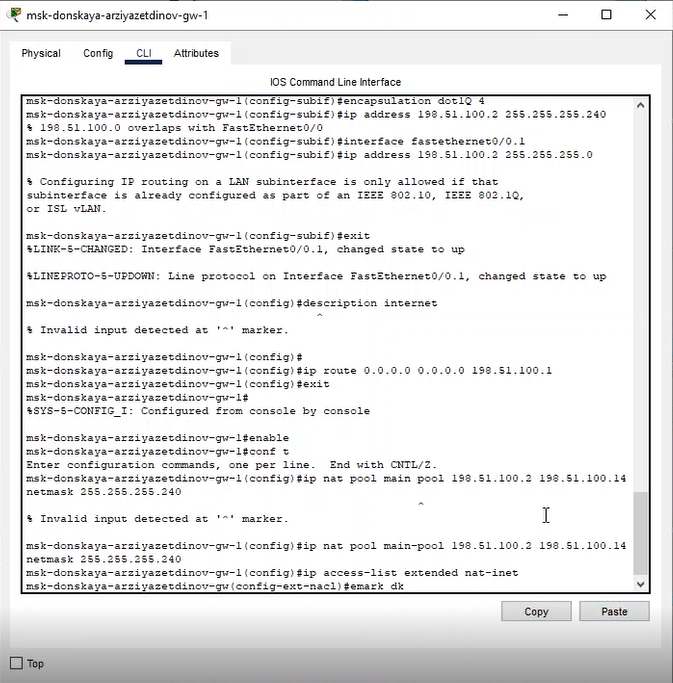 msk-donskaya-arziyazetdinov-gw-1
Physical Config CLI Attributes
IOS Command Line Interface
msk-donskaya-arziyazetdinov-gw-1(config-subif)#encapsulation dot1Q 4
msk-donskaya-arziyazetdinov-gw-1(config-subif)#ip address 198.51.100.2 255.255.255.240
% 198.51.100.0 overlaps with FastEthernet0/0
msk-donskaya-arziyazetdinov-gw-1(config-subif)#interface fastethernet0/0.1
msk-donskaya-arziyazetdinov-gw-1(config-subif)#ip address 198.51.100.2 255.255.255.0
% Configuring IP routing on a LAN subinterface is only allowed if that
subinterface is already configured as part of an IEEE 802.10, IEEE 802.1Q,
or ISL vLAN.
msk-donskaya-arziyazetdinov-gw-1(config-subif)#exit
%LINK-5-CHANGED: Interface FastEthernet0/0.1, changed state to up
%LINEPROTO-5-UPDOWN: Line protocol on Interface FastEthernet0/0.1, changed state to up
msk-donskaya-arziyazetdinov-gw-1(config)#description internet
^
% Invalid input detected at '^' marker.
msk-donskaya-arziyazetdinov-gw-1(config)#
msk-donskaya-arziyazetdinov-gw-1(config)#ip route 0.0.0.0 0.0.0.0 198.51.100.1
msk-donskaya-arziyazetdinov-gw-1(config)#exit
msk-donskaya-arziyazetdinov-gw-1#
%SYS-5-CONFIG_I: Configured from console by console
msk-donskaya-arziyazetdinov-gw-1#enable
msk-donskaya-arziyazetdinov-gw-1#conf t
Enter configuration commands, one per line.  End with CNTL/Z.
msk-donskaya-arziyazetdinov-gw-1(config)#ip nat pool main pool 198.51.100.2 198.51.100.14
netmask 255.255.255.240
^
% Invalid input detected at '^' marker.
msk-donskaya-arziyazetdinov-gw-1(config)#ip nat pool main-pool 198.51.100.2 198.51.100.14
netmask 255.255.255.240
msk-donskaya-arziyazetdinov-gw-1(config)#ip access-list extended nat-inet
msk-donskaya-arziyazetdinov-gw(config-ext-nacl)#emark dk
Copy Paste
Top